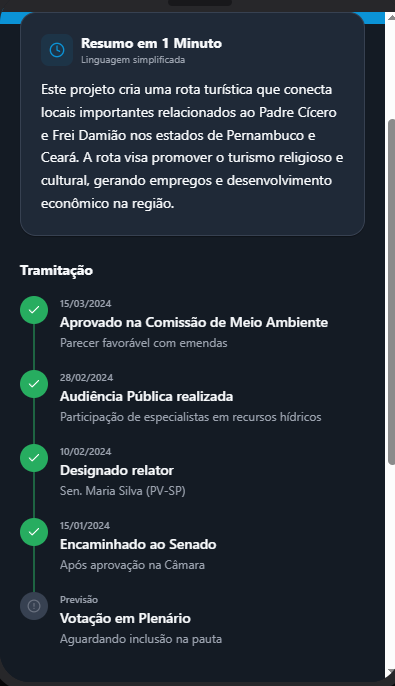 Resumo em 1 Minuto
Linguagem simplificada
Este projeto cria uma rota turística que conecta
locais importantes relacionados ao Padre Cícero
e Frei Damião nos estados de Pernambuco e
Ceará. A rota visa promover o turismo religioso e
cultural, gerando empregos e desenvolvimento
econômico na região.
Tramitação
15/03/2024
Aprovado na Comissão de Meio Ambiente
Parecer favorável com emendas
28/02/2024
Audiência Pública realizada
Participação de especialistas em recursos hídricos
10/02/2024
Designado relator
Sen. Maria Silva (PV-SP)
15/01/2024
Encaminhado ao Senado
Após aprovação na Câmara
Previsão
Votação em Plenário
Aguardando inclusão na pauta